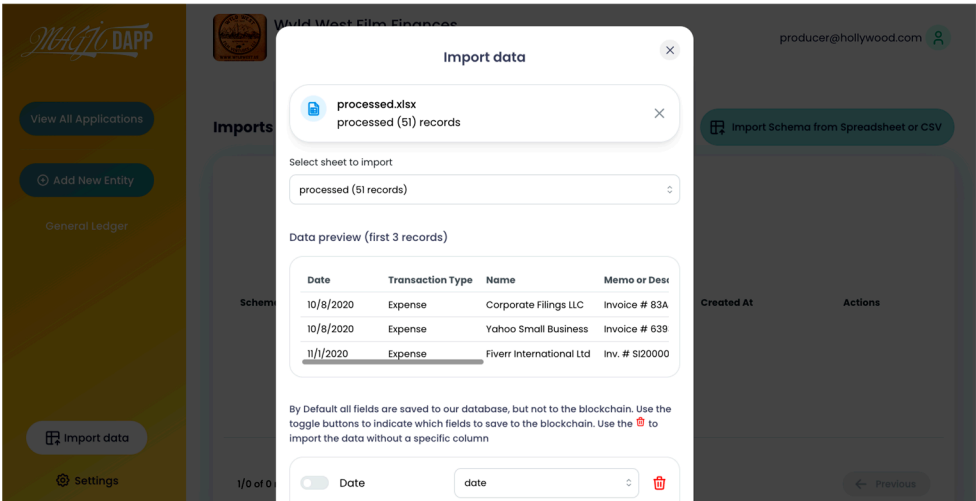 MAJIK DAPP
Wyld West Film Finances
producer@hollywood.com
View All Applications
Add New Entity
General Ledger
Import data
Settings
Imports
Import Schema from Spreadsheet or CSV
Schem
Created At
Actions
1/0 of 0
Previous
Import data
processed.xlsx
processed (51) records
Select sheet to import
processed (51 records)
Data preview (first 3 records)
Date Transaction Type Name Memo or Desc
10/8/2020 Expense Corporate Filings LLC Invoice # 83A
10/8/2020 Expense Yahoo Small Business Invoice # 639
11/1/2020 Expense Fiverr International Ltd Inv. # SI20000
By Default all fields are saved to our database, but not to the blockchain. Use the
toggle buttons to indicate which fields to save to the blockchain. Use the to
import the data without a specific column
Date date